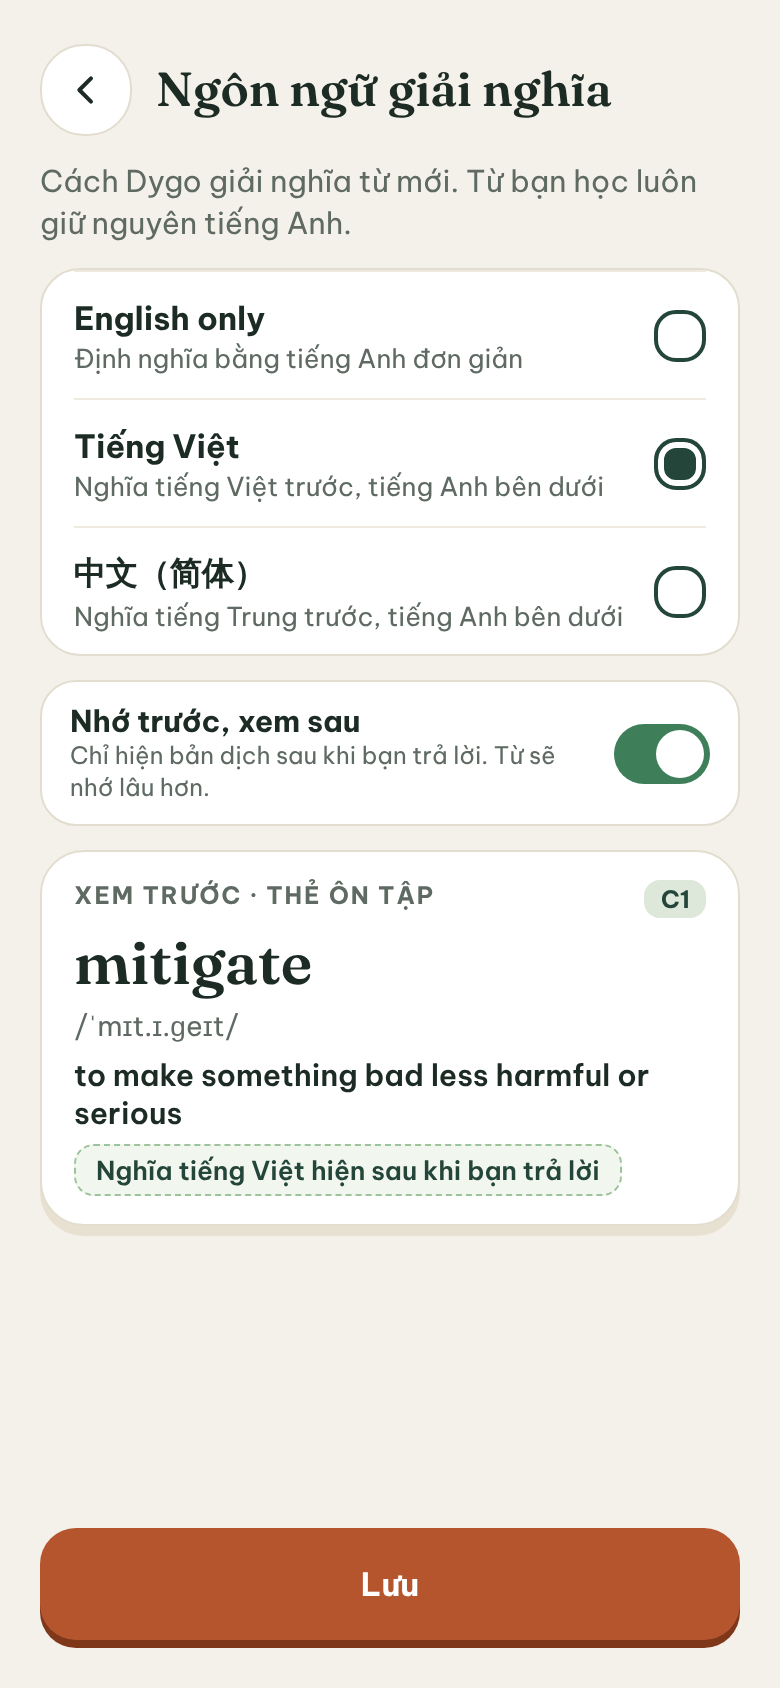 Ngôn ngữ giải nghĩa
Cách Dygo giải nghĩa từ mới. Từ bạn học luôn
giữ nguyên tiếng Anh.
English only
Định nghĩa bằng tiếng Anh đơn giản
Tiếng Việt
Nghĩa tiếng Việt trước, tiếng Anh bên dưới
中文（简体）
Nghĩa tiếng Trung trước, tiếng Anh bên dưới
Nhớ trước, xem sau
Chỉ hiện bản dịch sau khi bạn trả lời. Từ sẽ
nhớ lâu hơn.
XEM TRƯỚC · THẺ ÔN TẬP
C1
mitigate
/ˈmɪt.ɪ.ɡeɪt/
to make something bad less harmful or
serious
Nghĩa tiếng Việt hiện sau khi bạn trả lời
Lưu